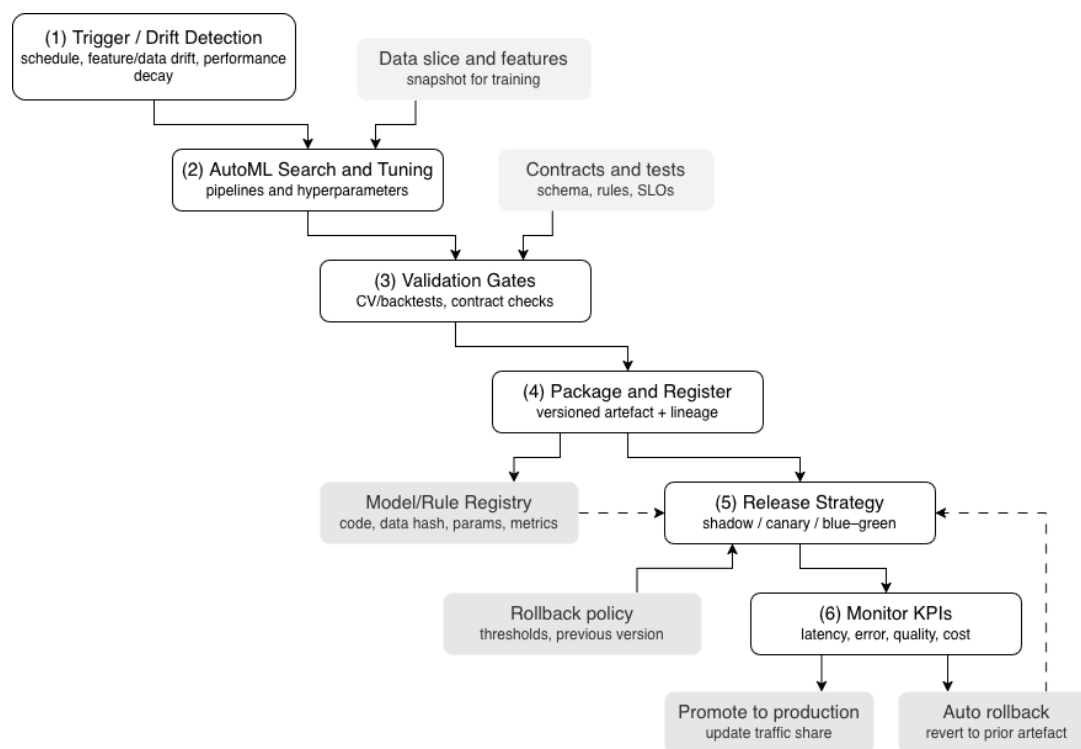 (1) Trigger / Drift Detection
schedule, feature/data drift, performance
decay
Data slice and features
snapshot for training
(2) AutoML Search and Tuning
pipelines and hyperparameters
Contracts and tests
schema, rules, SLOs
(3) Validation Gates
CV/backtests, contract checks
(4) Package and Register
versioned artefact + lineage
Model/Rule Registry
code, data hash, params, metrics
(5) Release Strategy
shadow / canary / blue–green
Rollback policy
thresholds, previous version
(6) Monitor KPIs
latency, error, quality, cost
Promote to production
update traffic share
Auto rollback
revert to prior artefact